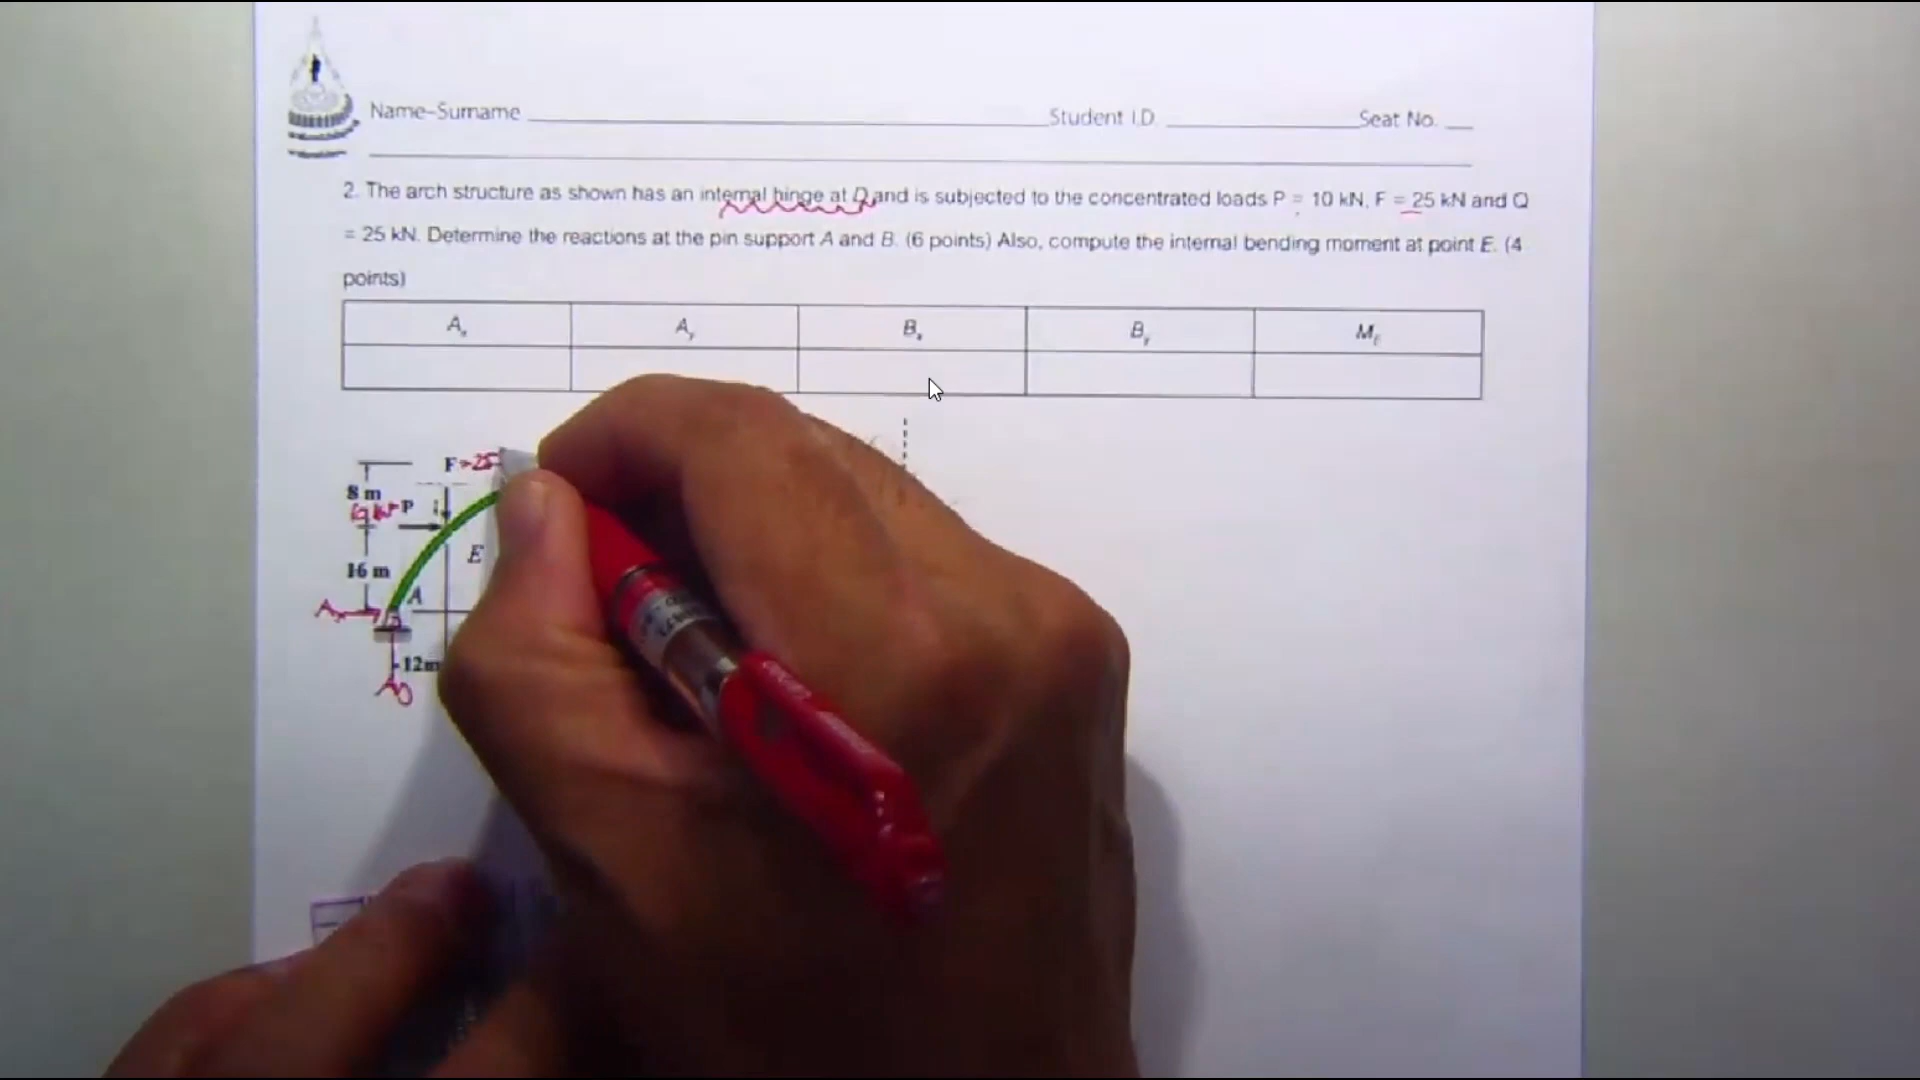 Name-Surname Student I.D. Seat No.
2. The arch structure as shown has an internal hinge at D and is subjected to the concentrated loads P = 10 kN, F = 25 kN and Q
= 25 kN. Determine the reactions at the pin support A and B. (6 points) Also, compute the internal bending moment at point E. (4
points)
Aₓ Aᵧ Bₓ Bᵧ M_E
F=25
8 m
P
E
16 m
Aₓ A
12m